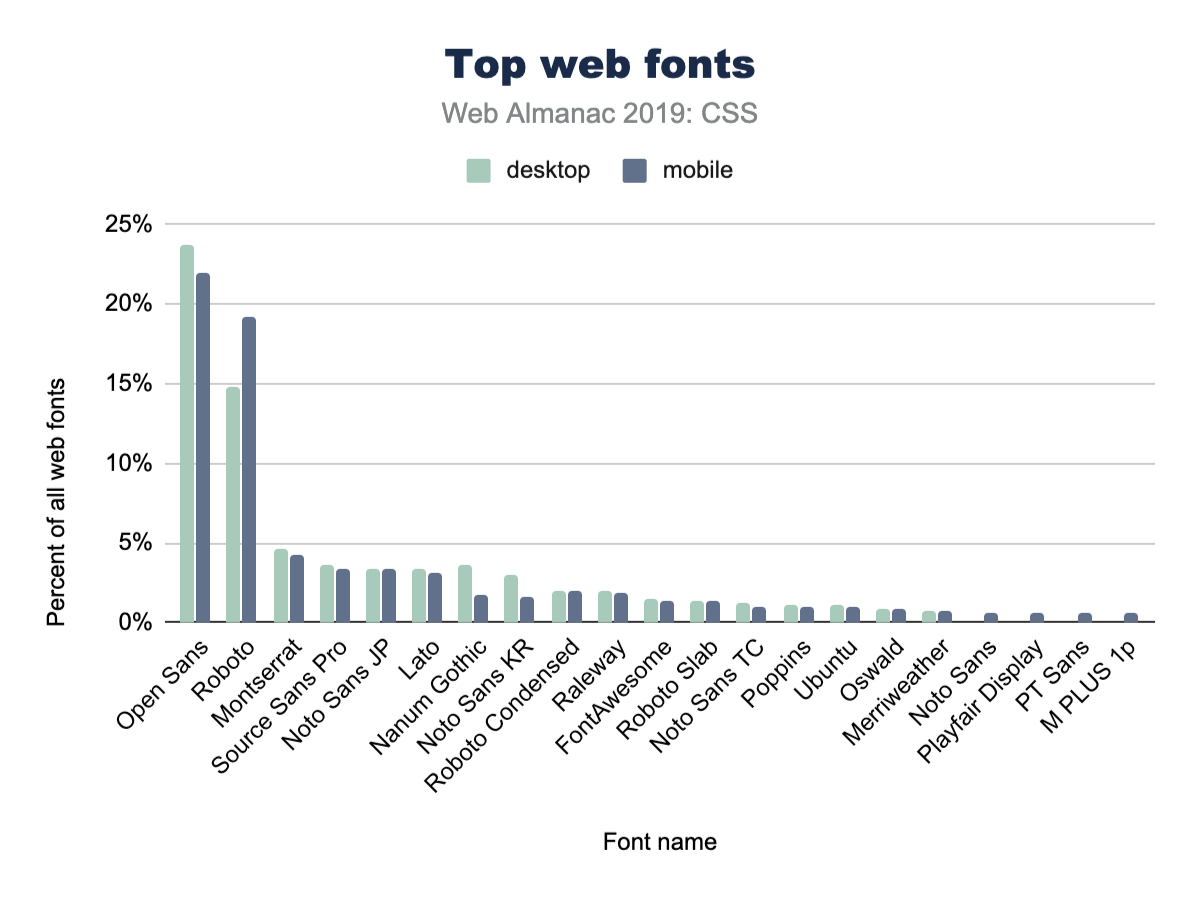 Top web fonts
Web Almanac 2019: CSS
desktop
mobile
25%
20%
15%
10%
5%
0%
Percent of all web fonts
Open Sans
Roboto
Montserrat
Source Sans Pro
Noto Sans JP
Lato
Nanum Gothic
Noto Sans KR
Roboto Condensed
Raleway
FontAwesome
Roboto Slab
Noto Sans TC
Poppins
Ubuntu
Oswald
Merriweather
Noto Sans
Playfair Display
PT Sans
M PLUS 1p
Font name